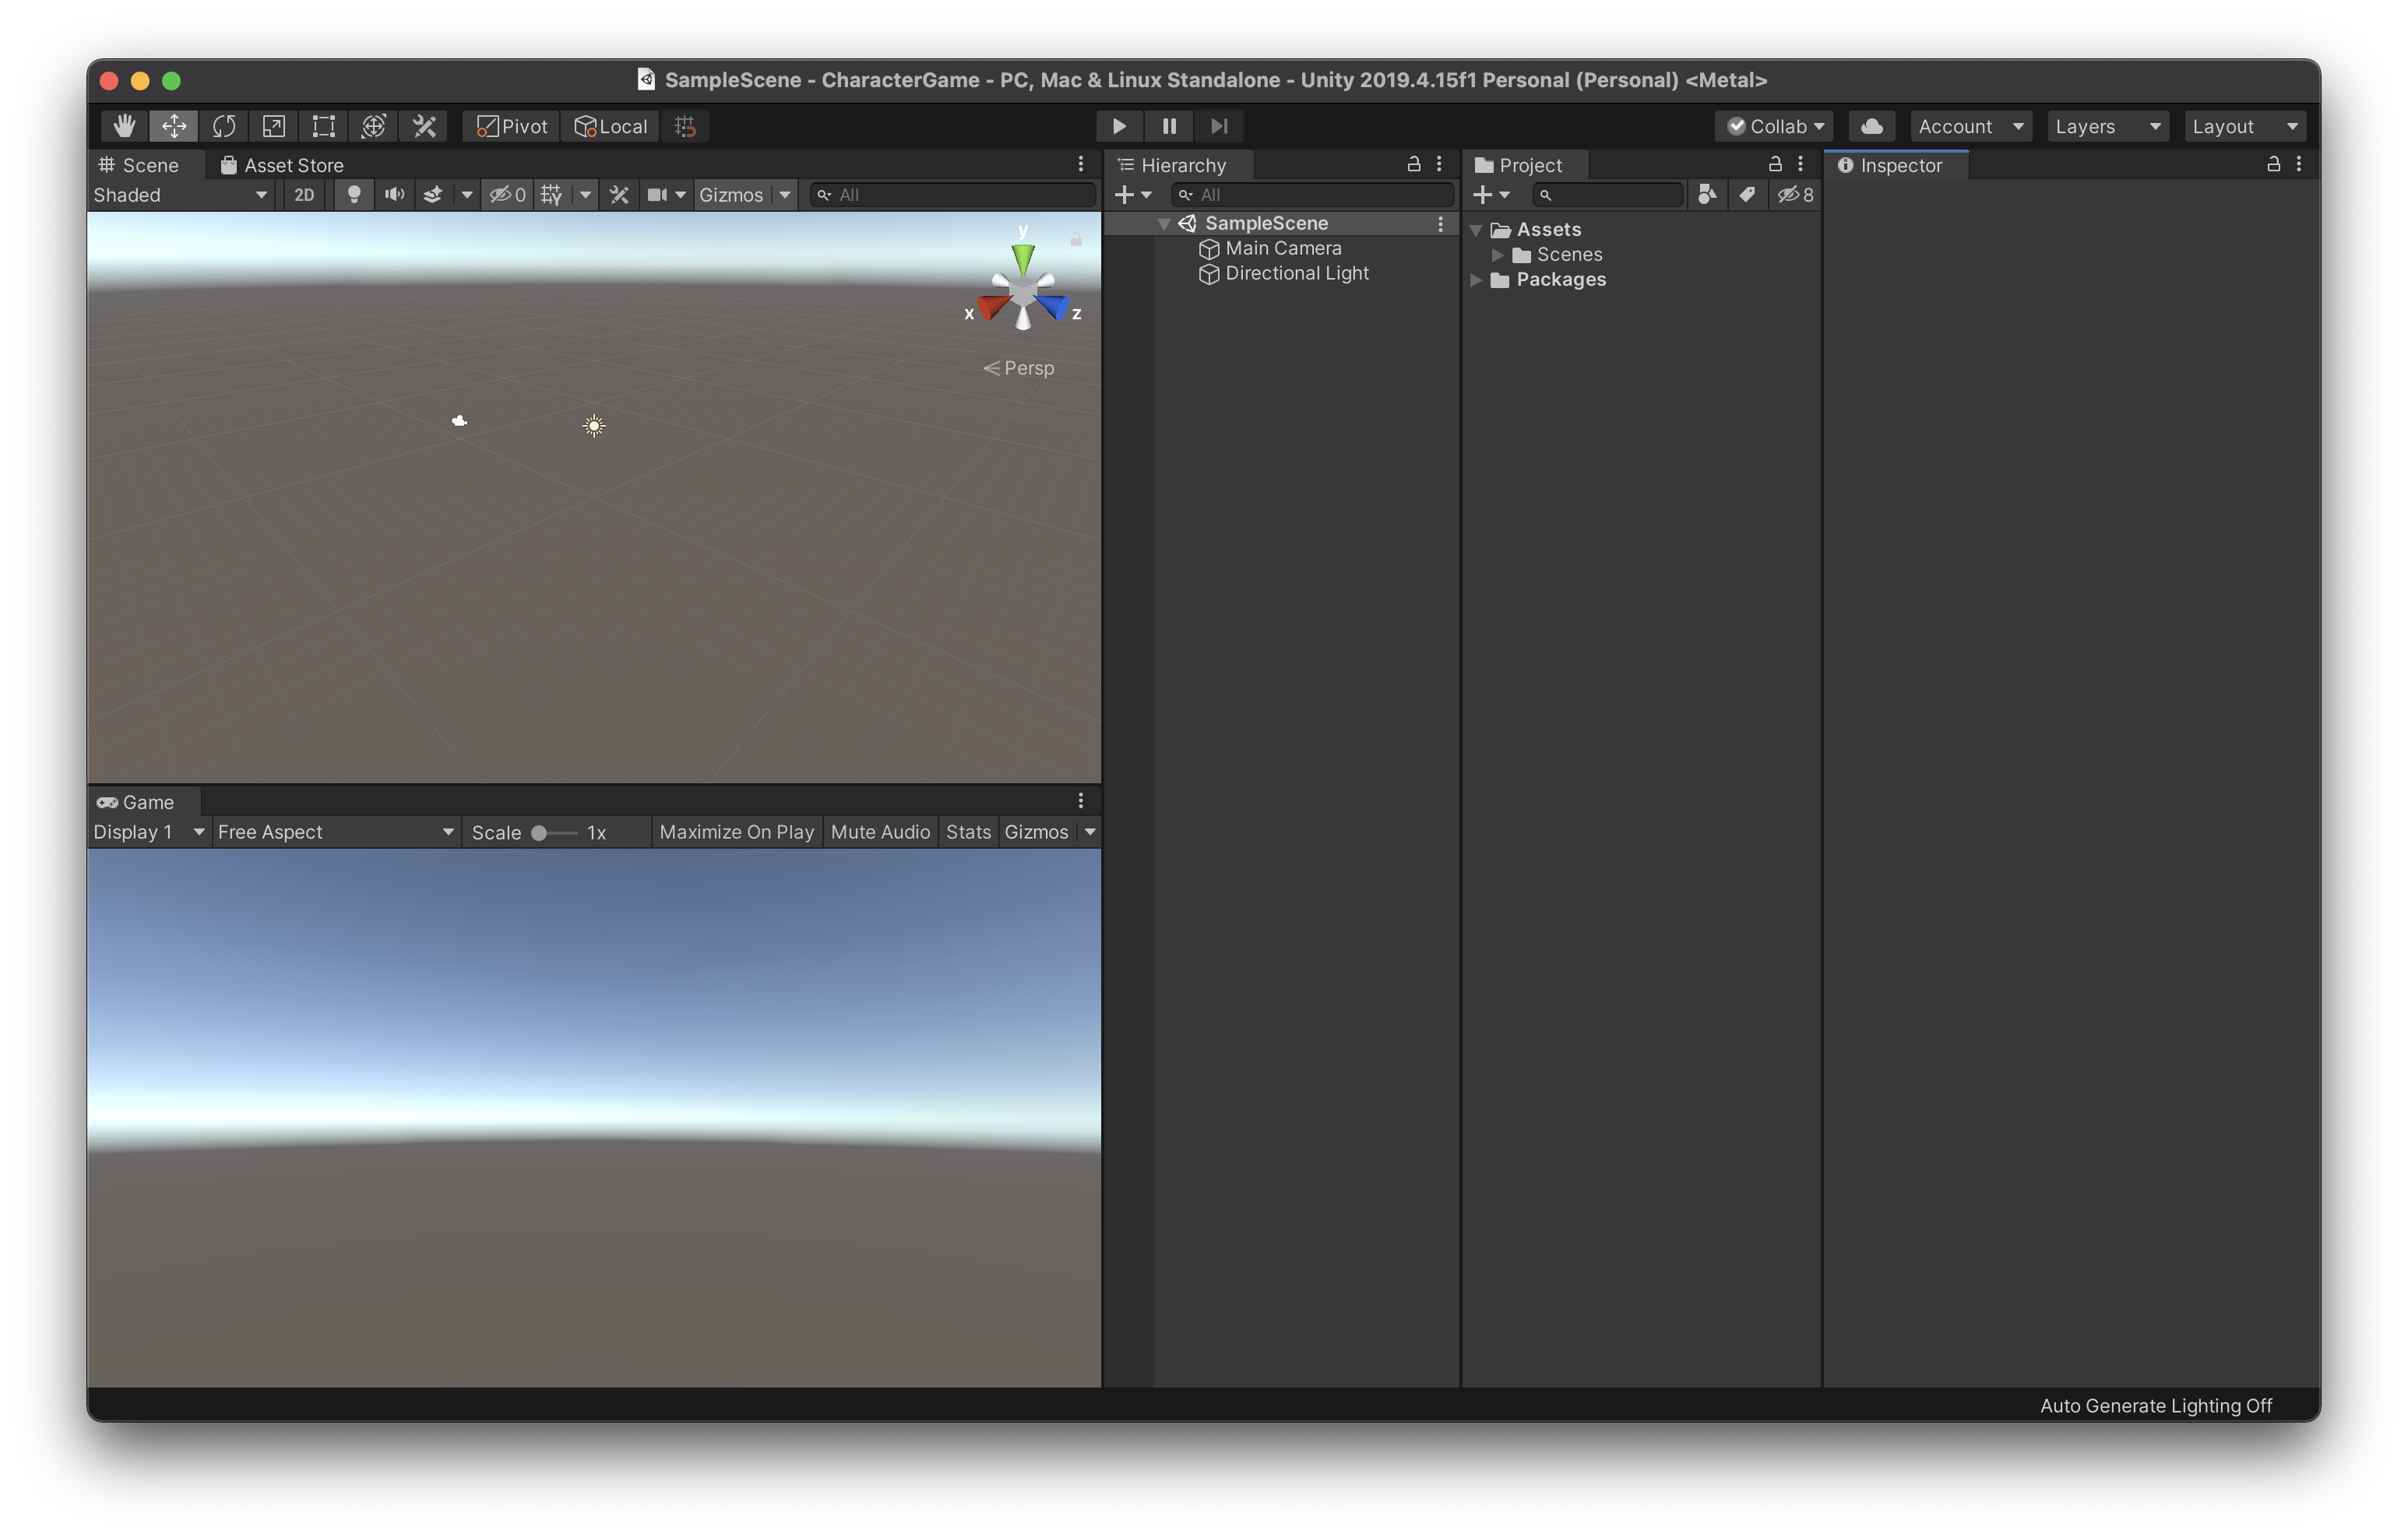 SampleScene - CharacterGame - PC, Mac & Linux Standalone - Unity 2019.4.15f1 Personal (Personal) <Metal>
Pivot Local Collab Account Layers Layout
Scene Asset Store
Shaded 2D 0 Gizmos All
y
x z
Persp
Hierarchy
All
SampleScene
Main Camera
Directional Light
Project
8
Assets
Scenes
Packages
Inspector
Game
Display 1 Free Aspect Scale 1x Maximize On Play Mute Audio Stats Gizmos
Auto Generate Lighting Off